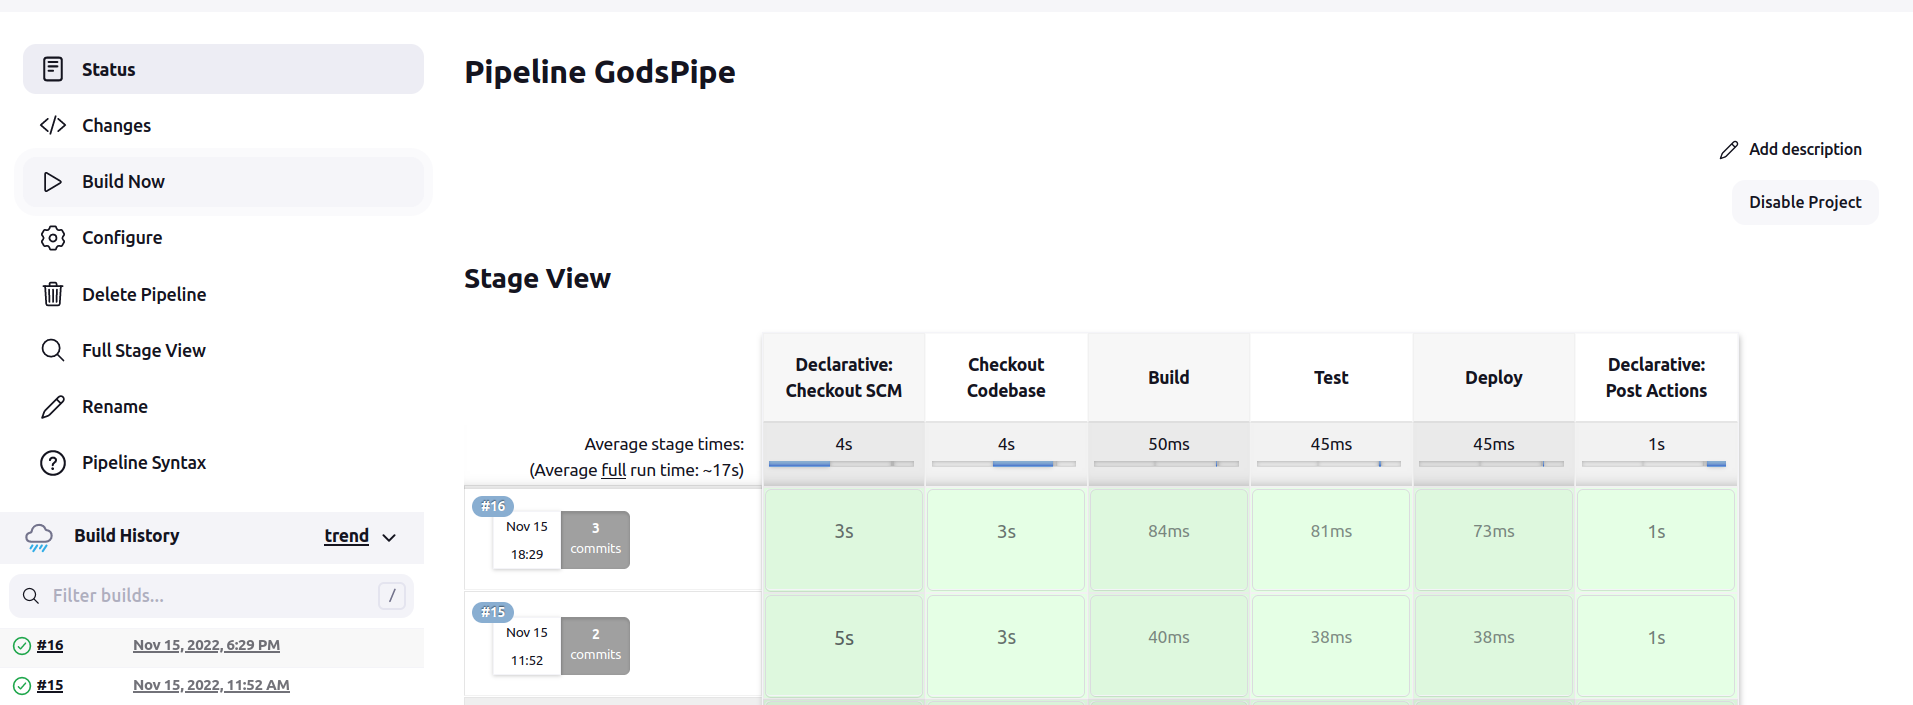 Status
Changes
Build Now
Configure
Delete Pipeline
Full Stage View
Rename
Pipeline Syntax
Build History
trend
Filter builds...
/
#16
Nov 15, 2022, 6:29 PM
#15
Nov 15, 2022, 11:52 AM
Pipeline GodsPipe
Add description
Disable Project
Stage View
Declarative:
Checkout SCM
Checkout
Codebase
Build
Test
Deploy
Declarative:
Post Actions
Average stage times:
(Average full run time: ~17s)
4s
4s
50ms
45ms
45ms
1s
#16
Nov 15
18:29
3
commits
3s
3s
84ms
81ms
73ms
1s
#15
Nov 15
11:52
2
commits
5s
3s
40ms
38ms
38ms
1s